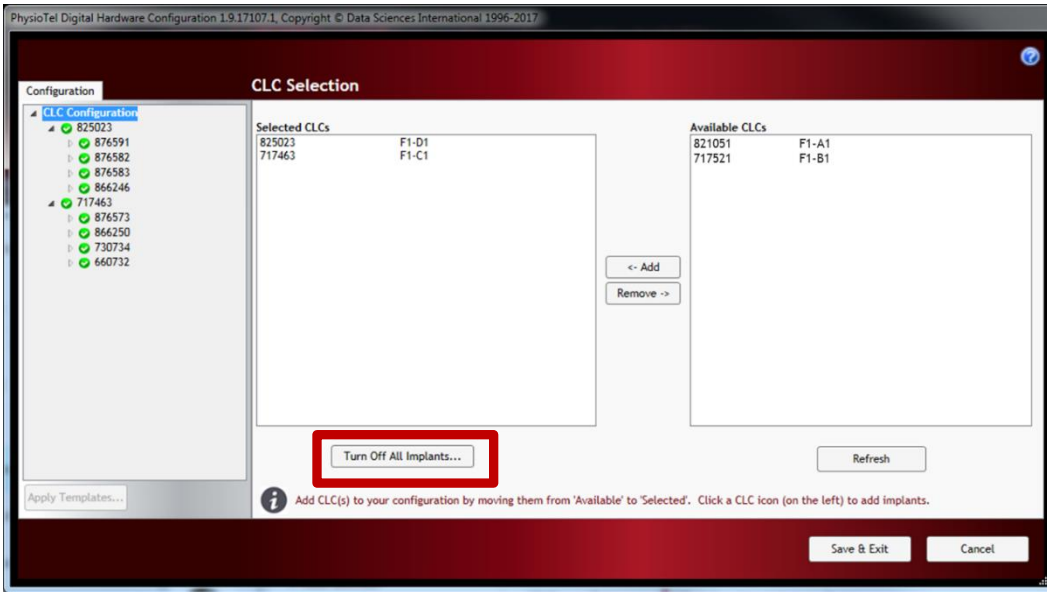 PhysioTel Digital Hardware Configuration 1.9.17107.1, Copyright © Data Sciences International 1996-2017
Configuration
CLC Selection
CLC Configuration
825023
876591
876582
876583
866246
717463
876573
866250
730734
660732
Apply Templates...
Selected CLCs
825023 F1-D1
717463 F1-C1
<- Add
Remove ->
Available CLCs
821051 F1-A1
717521 F1-B1
Turn Off All Implants...
Refresh
Add CLC(s) to your configuration by moving them from 'Available' to 'Selected'. Click a CLC icon (on the left) to add implants.
Save & Exit
Cancel